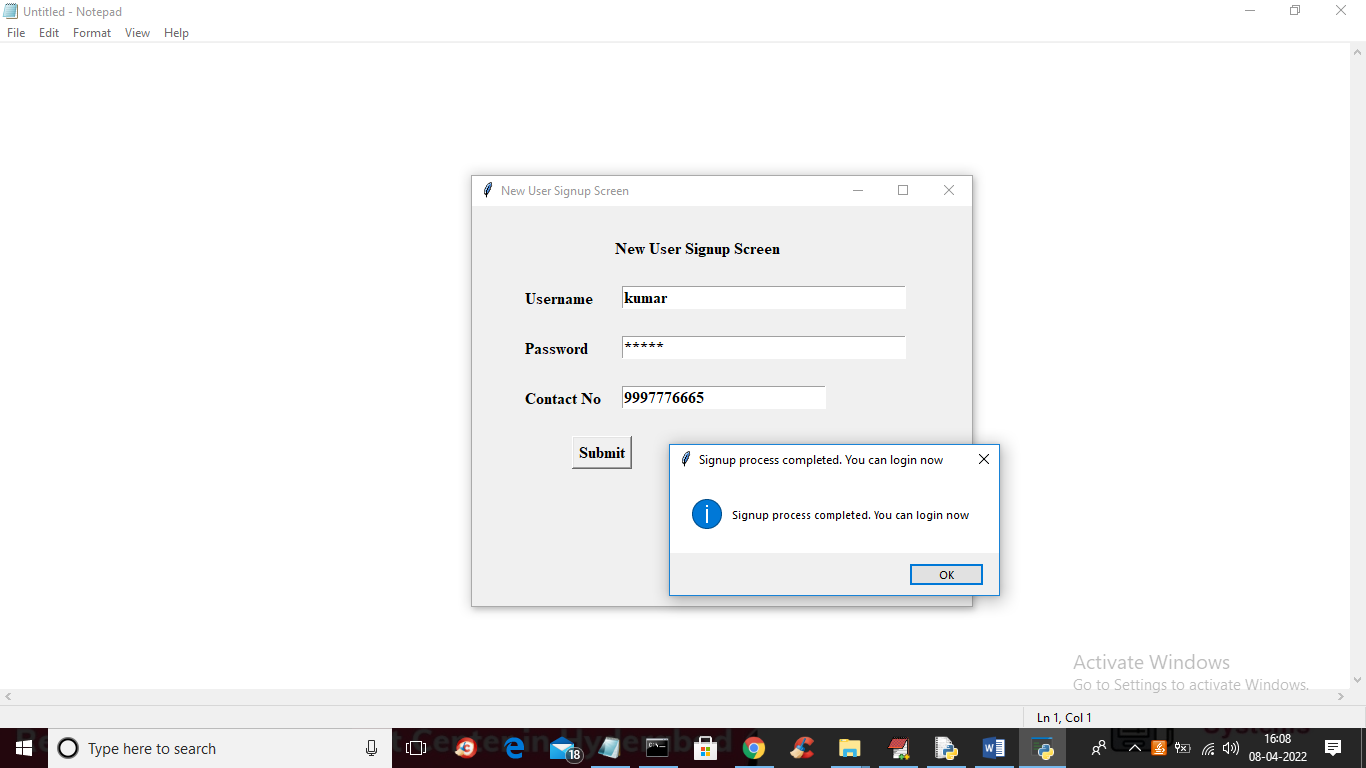 Untitled - Notepad
File Edit Format View Help
New User Signup Screen
New User Signup Screen
Username kumar
Password *****
Contact No 9997776665
Submit
Signup process completed. You can login now
Signup process completed. You can login now
OK
Activate Windows
Go to Settings to activate Windows.
Ln 1, Col 1
Type here to search
18
16:08
08-04-2022